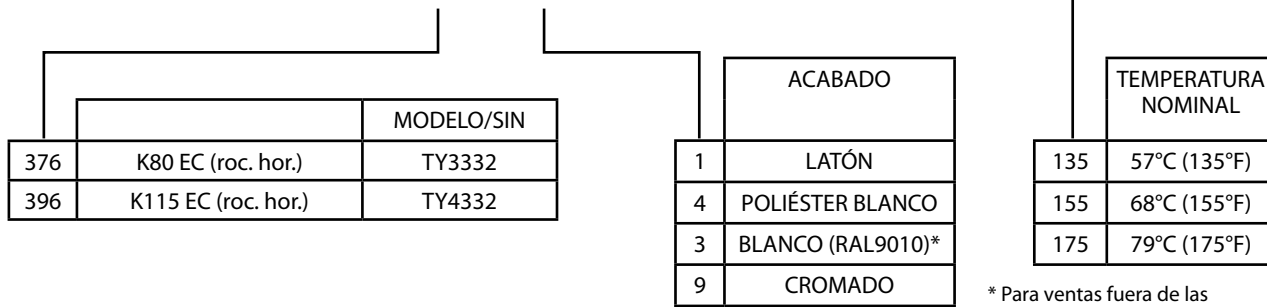 MODELO/SIN
376 K80 EC (roc. hor.) TY3332
396 K115 EC (roc. hor.) TY4332
ACABADO
1 LATÓN
4 POLIÉSTER BLANCO
3 BLANCO (RAL9010)*
9 CROMADO
TEMPERATURA
NOMINAL
135 57°C (135°F)
155 68°C (155°F)
175 79°C (175°F)
* Para ventas fuera de las